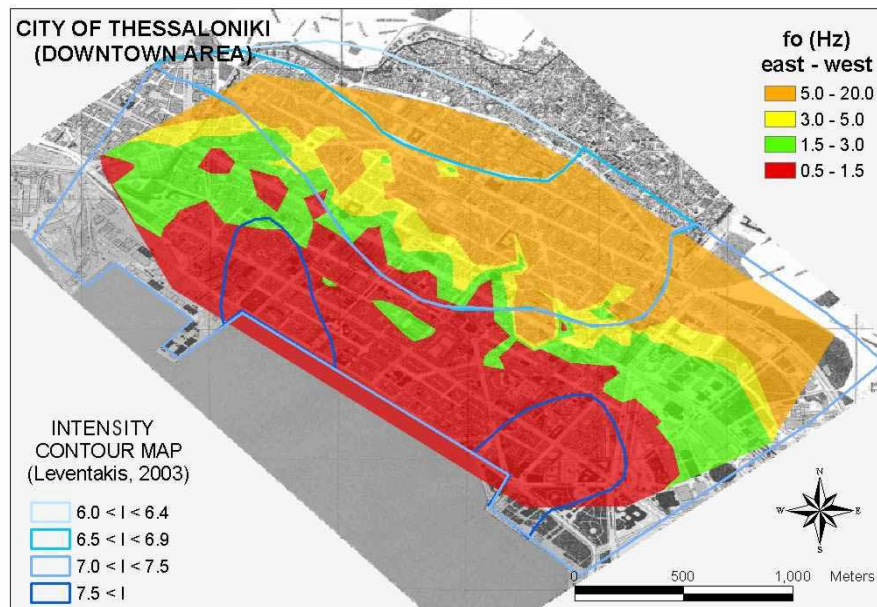 CITY OF THESSALONIKI
(DOWNTOWN AREA)
fo (Hz)
east - west
5.0 - 20.0
3.0 - 5.0
1.5 - 3.0
0.5 - 1.5
INTENSITY
CONTOUR MAP
(Leventakis, 2003)
6.0 < I < 6.4
6.5 < I < 6.9
7.0 < I < 7.5
7.5 < I
N
W
E
S
0 500 1,000 Meters